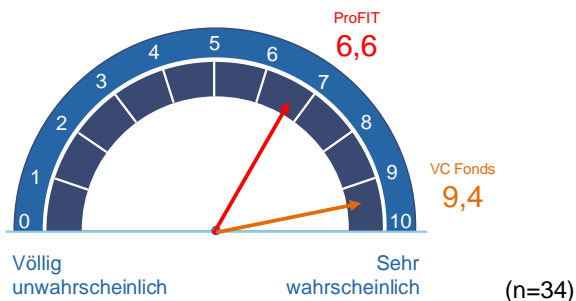 ProFIT
6,6
0
1
2
3
4
5
6
7
8
9
10
VC Fonds
9,4
Völlig
unwahrscheinlich
Sehr
wahrscheinlich
(n=34)